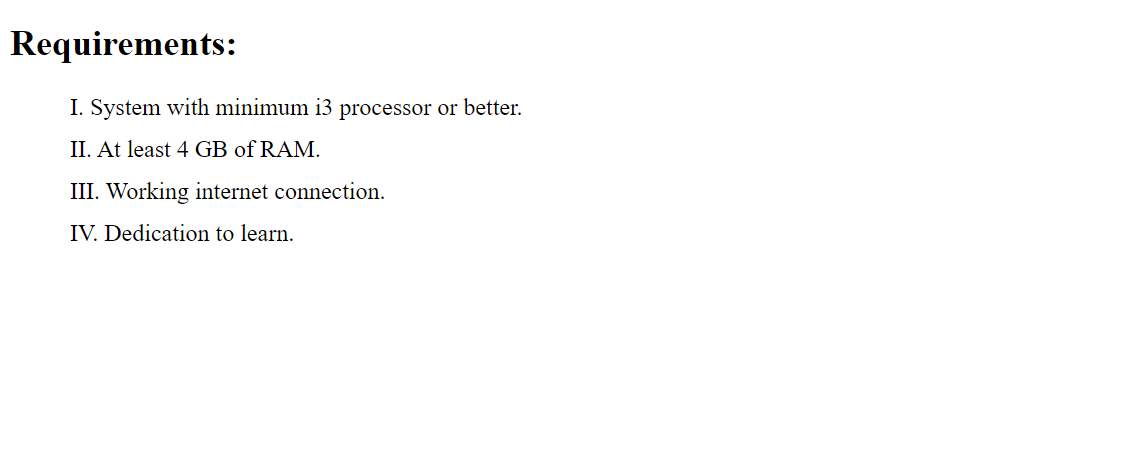 Requirements:
I. System with minimum i3 processor or better.
II. At least 4 GB of RAM.
III. Working internet connection.
IV. Dedication to learn.